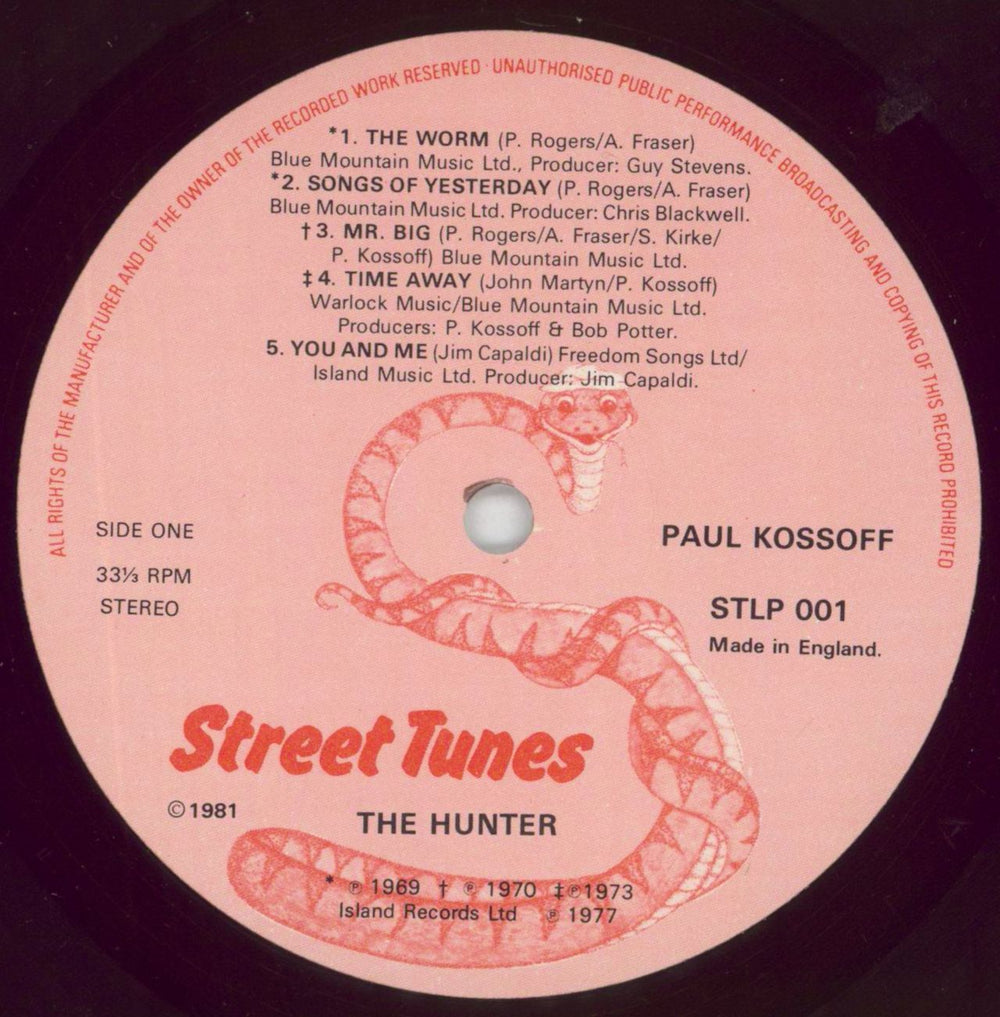 ALL RIGHTS OF THE MANUFACTURER AND OF THE OWNER OF THE RECORDED WORK RESERVED · UNAUTHORISED PUBLIC PERFORMANCE BROADCASTING AND COPYING OF THIS RECORD PROHIBITED
*1. THE WORM (P. Rogers/A. Fraser)
Blue Mountain Music Ltd., Producer: Guy Stevens.
*2. SONGS OF YESTERDAY (P. Rogers/A. Fraser)
Blue Mountain Music Ltd. Producer: Chris Blackwell.
†3. MR. BIG (P. Rogers/A. Fraser/S. Kirke/
P. Kossoff) Blue Mountain Music Ltd.
‡4. TIME AWAY (John Martyn/P. Kossoff)
Warlock Music/Blue Mountain Music Ltd.
Producers: P. Kossoff & Bob Potter.
5. YOU AND ME (Jim Capaldi) Freedom Songs Ltd/
Island Music Ltd. Producer: Jim Capaldi.
SIDE ONE
33⅓ RPM
STEREO
PAUL KOSSOFF
STLP 001
Made in England.
Street Tunes
©1981
THE HUNTER
* ℗ 1969 † ℗ 1970 ‡℗1973
Island Records Ltd ℗ 1977